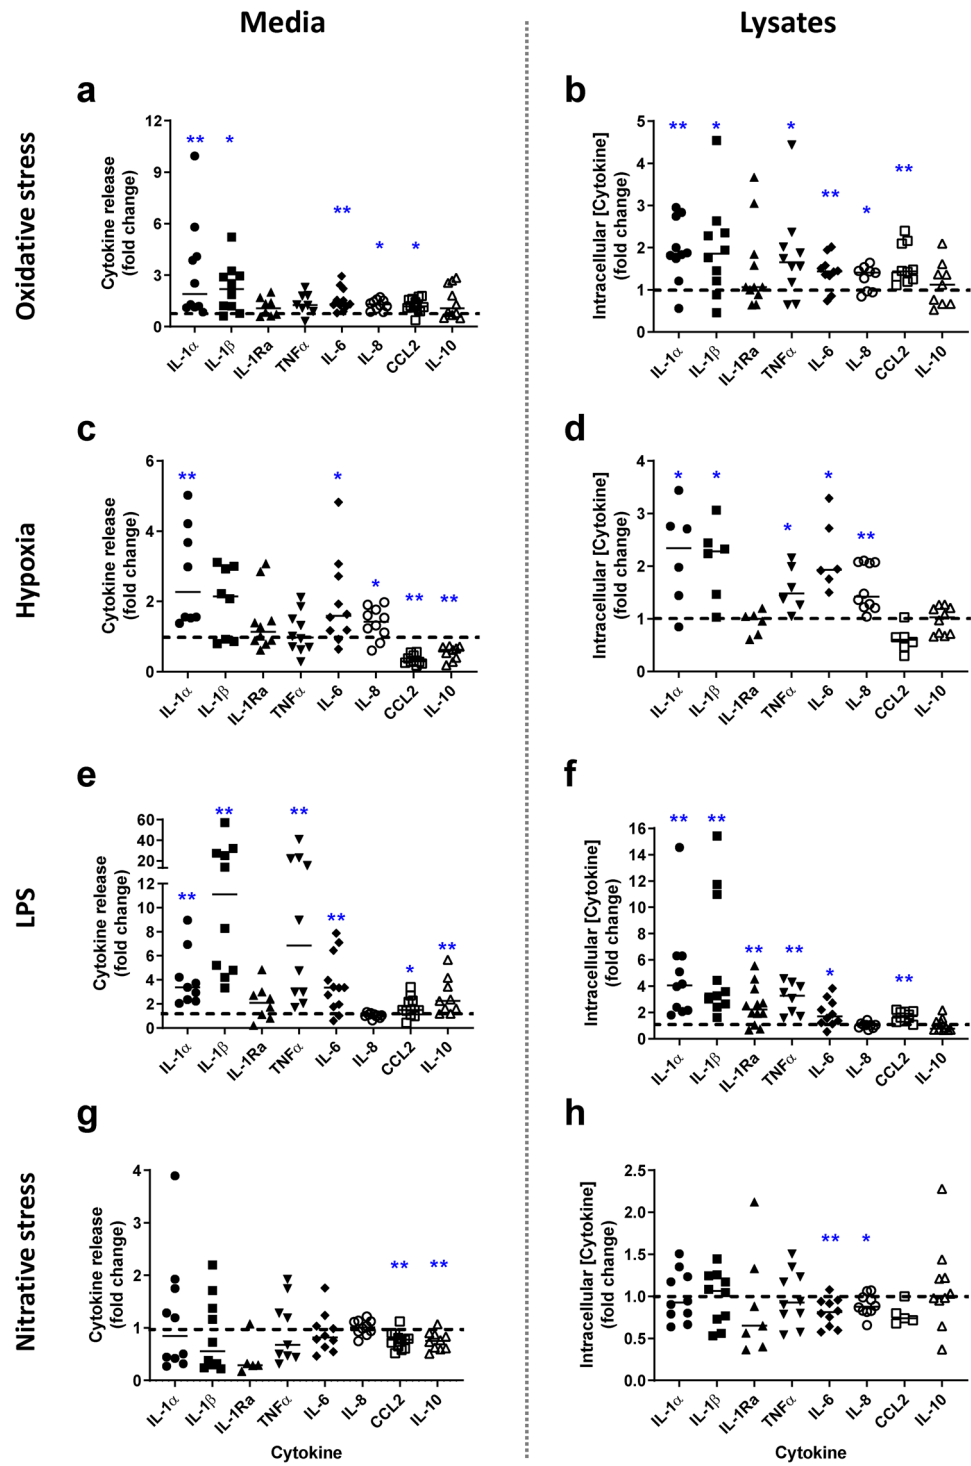 Media
Lysates
Oxidative stress
a
Cytokine release
(fold change)
12
9
6
3
0
** * ** * *
IL-1α IL-1β IL-1Ra TNFα IL-6 IL-8 CCL2 IL-10
b
Intracellular [Cytokine]
(fold change)
5
4
3
2
1
0
** * * ** * **
IL-1α IL-1β IL-1Ra TNFα IL-6 IL-8 CCL2 IL-10
Hypoxia
c
Cytokine release
(fold change)
6
4
2
0
** * * ** **
IL-1α IL-1β IL-1Ra TNFα IL-6 IL-8 CCL2 IL-10
d
Intracellular [Cytokine]
(fold change)
4
3
2
1
0
* * * * **
IL-1α IL-1β IL-1Ra TNFα IL-6 IL-8 CCL2 IL-10
LPS
e
Cytokine release
(fold change)
60
40
20
12
10
8
6
4
2
0
** ** ** ** * **
IL-1α IL-1β IL-1Ra TNFα IL-6 IL-8 CCL2 IL-10
f
Intracellular [Cytokine]
(fold change)
16
14
12
10
8
6
4
2
0
** ** ** ** * **
IL-1α IL-1β IL-1Ra TNFα IL-6 IL-8 CCL2 IL-10
Nitrative stress
g
Cytokine release
(fold change)
4
3
2
1
0
** **
IL-1α IL-1β IL-1Ra TNFα IL-6 IL-8 CCL2 IL-10
Cytokine
h
Intracellular [Cytokine]
(fold change)
2.5
2.0
1.5
1.0
0.5
0.0
** *
IL-1α IL-1β IL-1Ra TNFα IL-6 IL-8 CCL2 IL-10
Cytokine